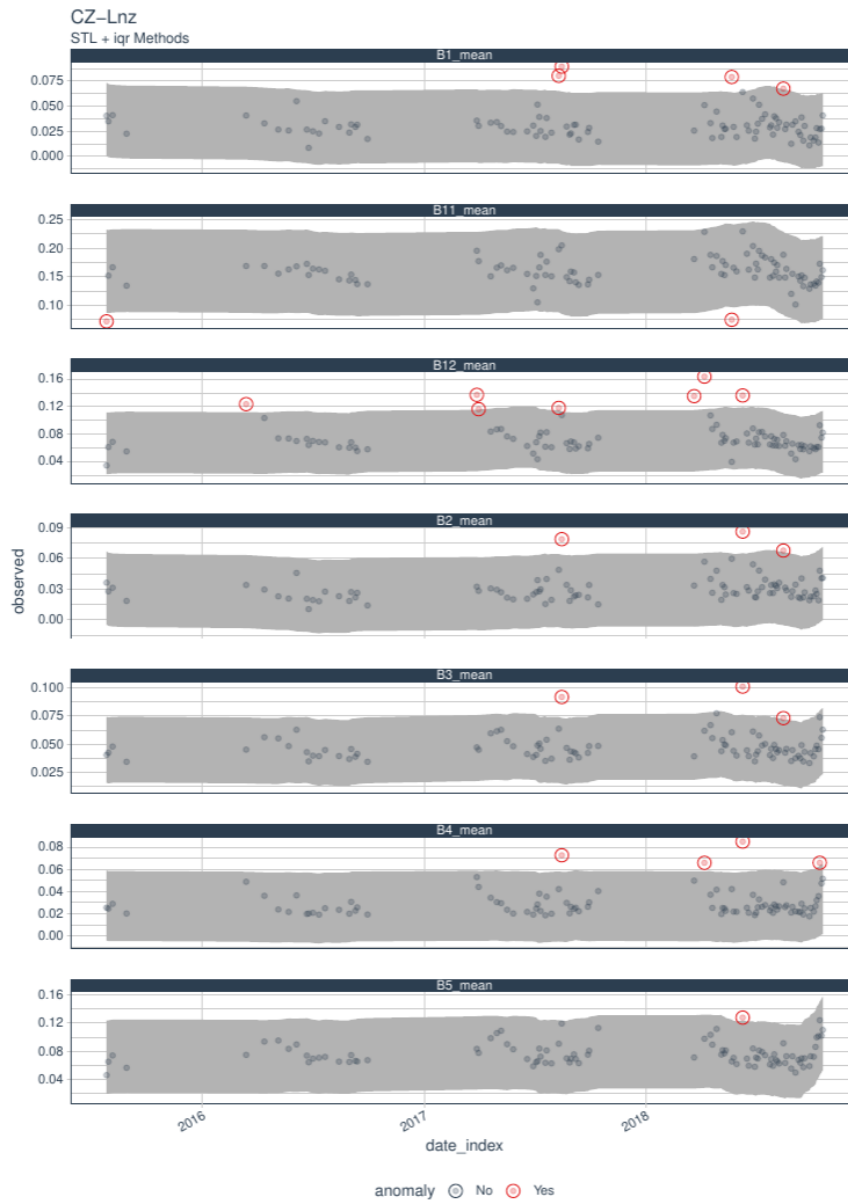 CZ-Lnz
STL + iqr Methods
B1_mean
0.075
0.050
0.025
0.000
B11_mean
0.25
0.20
0.15
0.10
B12_mean
0.16
0.12
0.08
0.04
B2_mean
0.09
0.06
0.03
0.00
observed
B3_mean
0.100
0.075
0.050
0.025
B4_mean
0.08
0.06
0.04
0.02
0.00
B5_mean
0.16
0.12
0.08
0.04
2016
2017
2018
date_index
anomaly No Yes